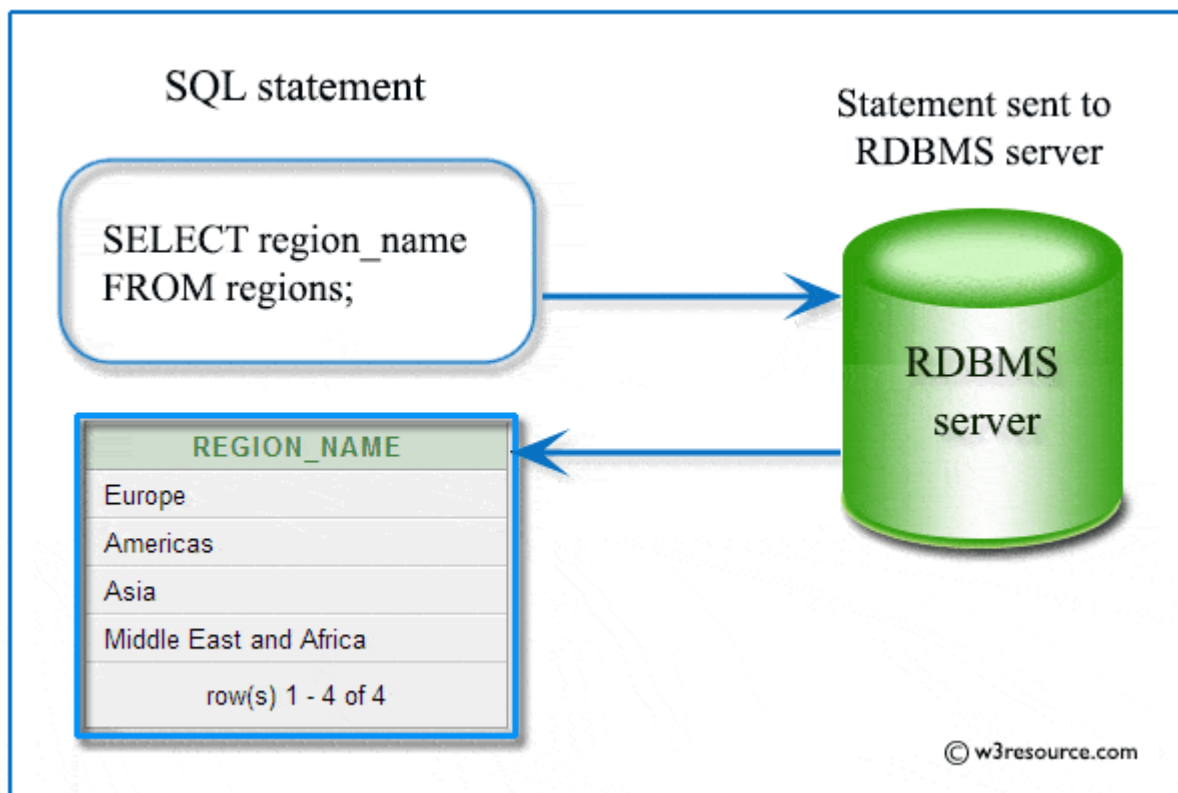 SQL statement
Statement sent to
RDBMS server
SELECT region_name
FROM regions;
RDBMS
server
REGION_NAME
Europe
Americas
Asia
Middle East and Africa
row(s) 1 - 4 of 4
© w3resource.com